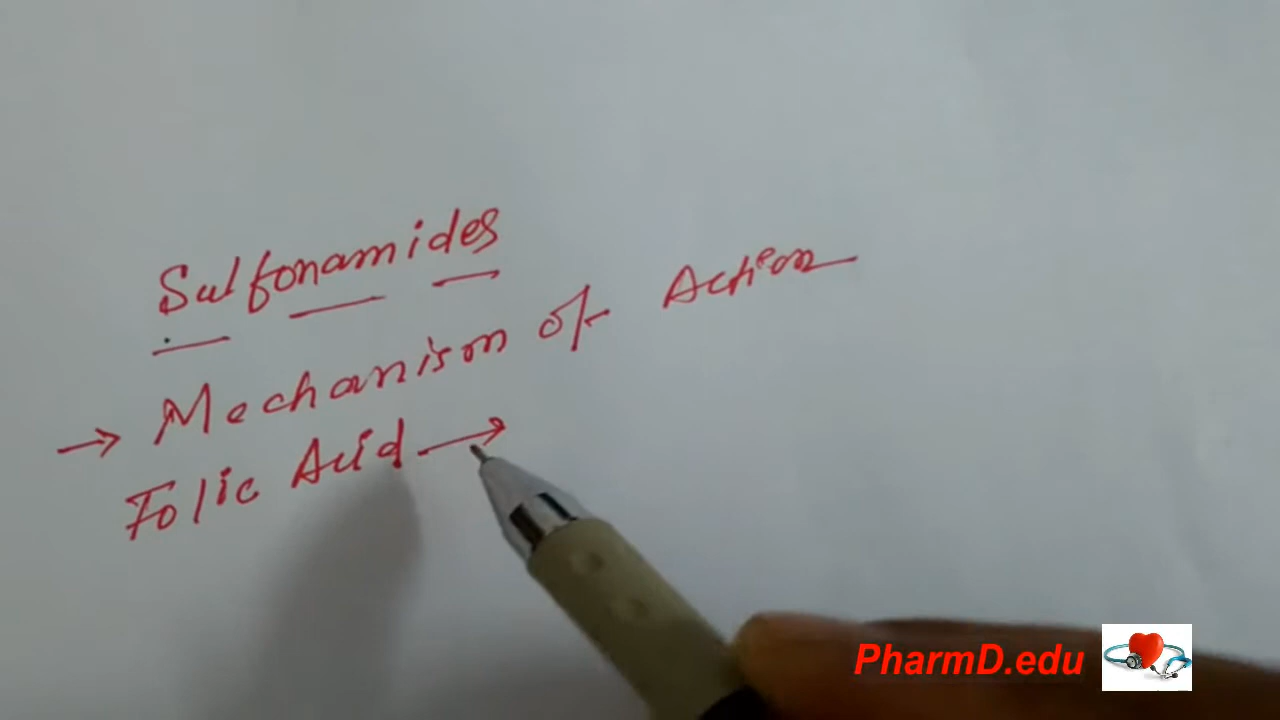 Sulfonamides
→ Mechanism of Action
Folic Acid →
PharmD.edu